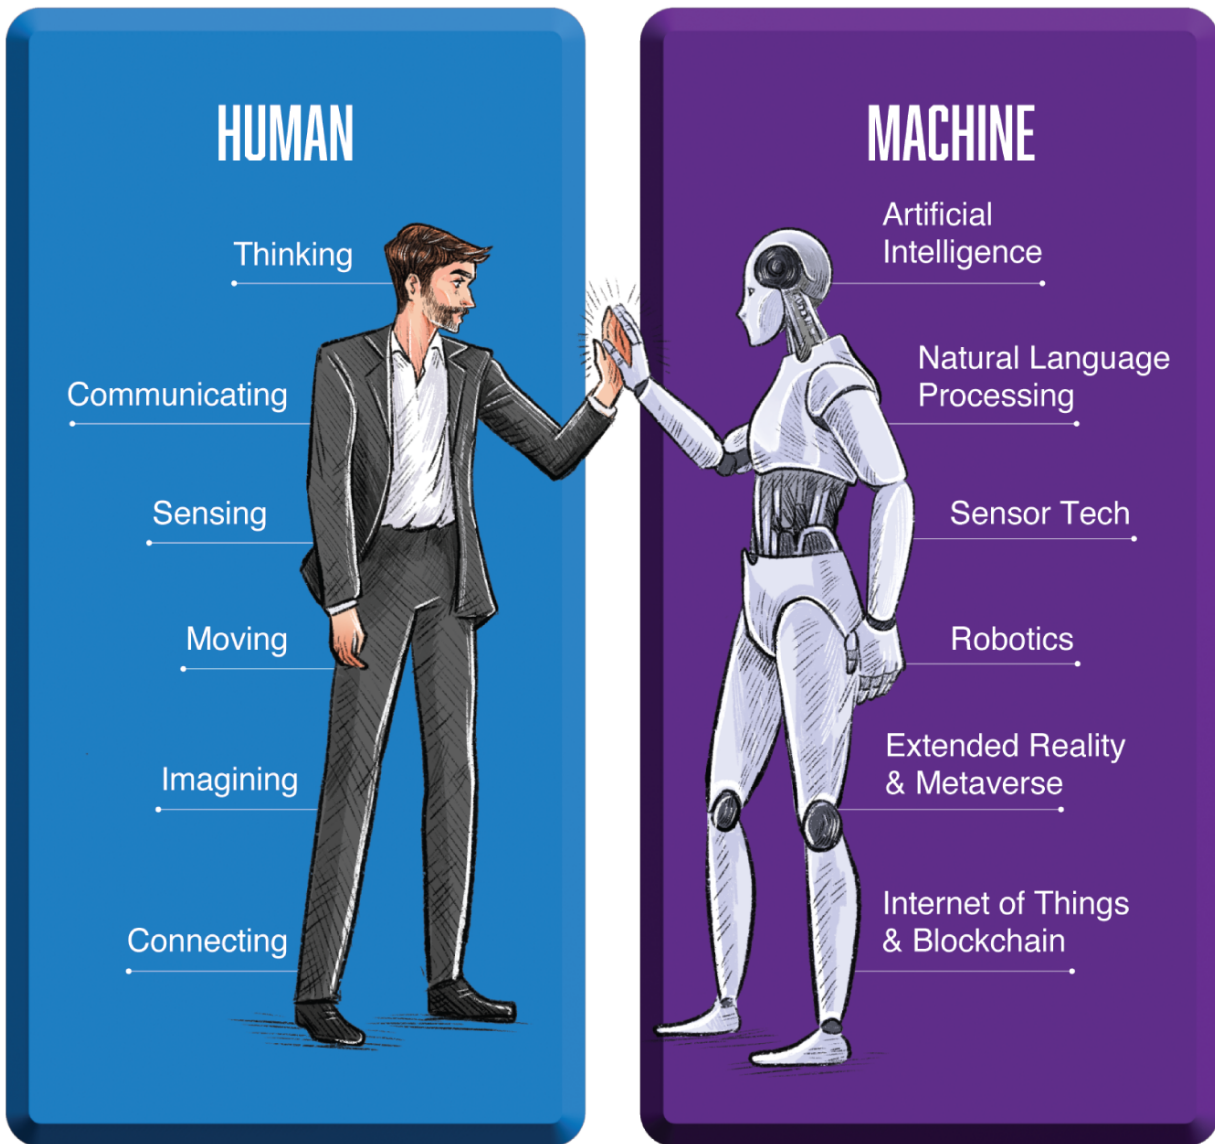 HUMAN
Thinking
Communicating
Sensing
Moving
Imagining
Connecting
MACHINE
Artificial
Intelligence
Natural Language
Processing
Sensor Tech
Robotics
Extended Reality
& Metaverse
Internet of Things
& Blockchain